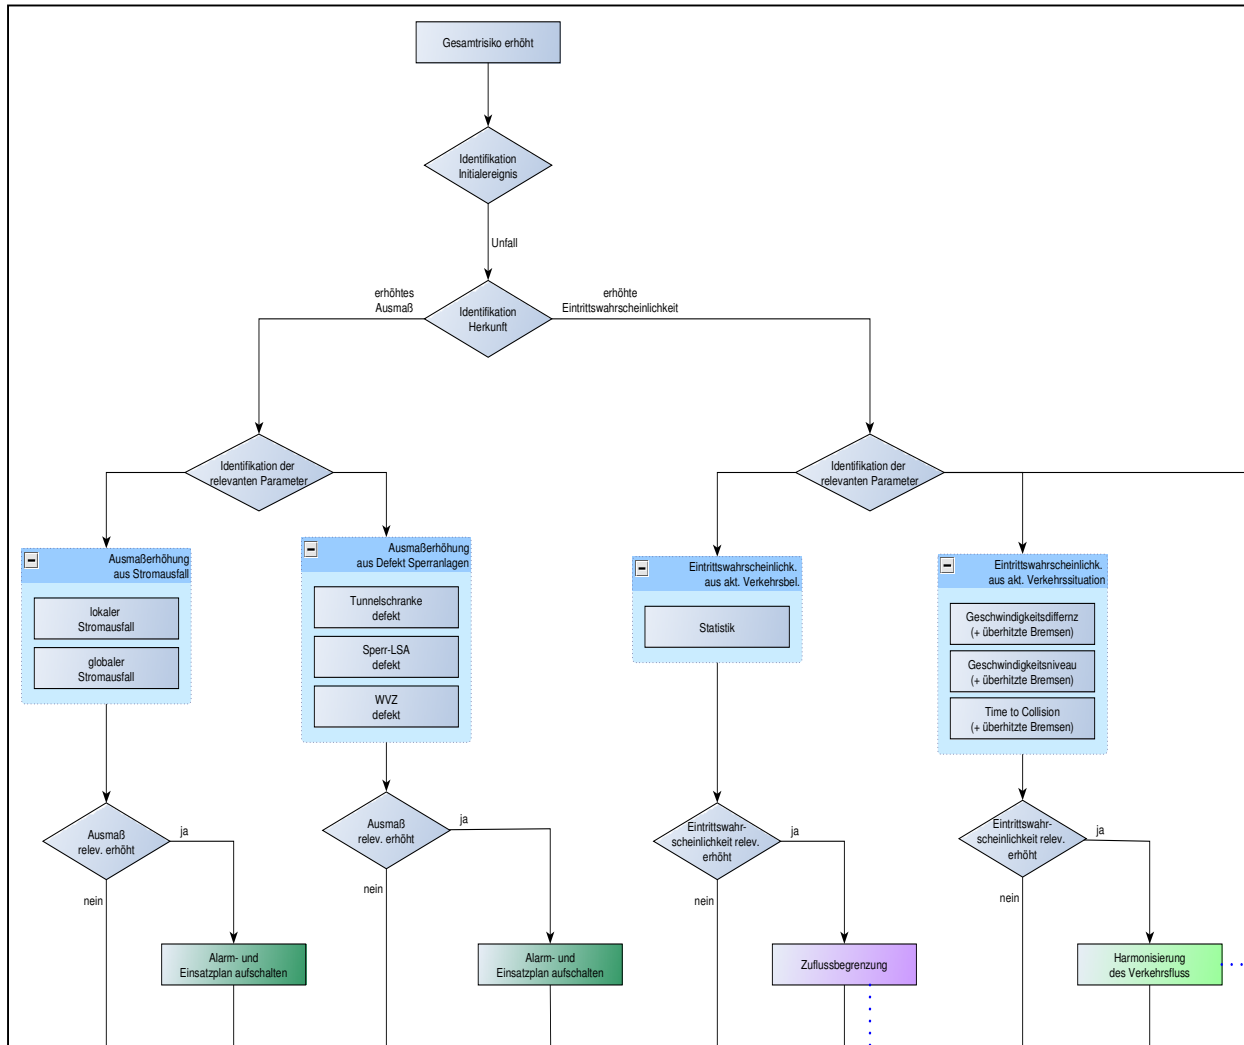 Gesamtrisiko erhöht
Identifikation
Initialereignis
Unfall
erhöhtes
Ausmaß
Identifikation
Herkunft
erhöhte
Eintrittswahrscheinlichkeit
Identifikation der
relevanten Parameter
Identifikation der
relevanten Parameter
Ausmaßerhöhung
aus Stromausfall
lokaler
Stromausfall
globaler
Stromausfall
Ausmaßerhöhung
aus Defekt Sperranlagen
Tunnelschranke
defekt
Sperr-LSA
defekt
WVZ
defekt
Eintrittswahrscheinlichk.
aus akt. Verkehrsbel.
Statistik
Eintrittswahrscheinlichk.
aus akt. Verkehrssituation
Geschwindigkeitsdiffernz
(+ überhitzte Bremsen)
Geschwindigkeitsniveau
(+ überhitzte Bremsen)
Time to Collision
(+ überhitzte Bremsen)
Ausmaß
relev. erhöht
ja
nein
Ausmaß
relev. erhöht
ja
nein
Eintrittswahr-
scheinlichkeit relev.
erhöht
ja
nein
Eintrittswahr-
scheinlichkeit relev.
erhöht
ja
nein
Alarm- und
Einsatzplan aufschalten
Alarm- und
Einsatzplan aufschalten
Zuflussbegrenzung
Harmonisierung
des Verkehrsfluss